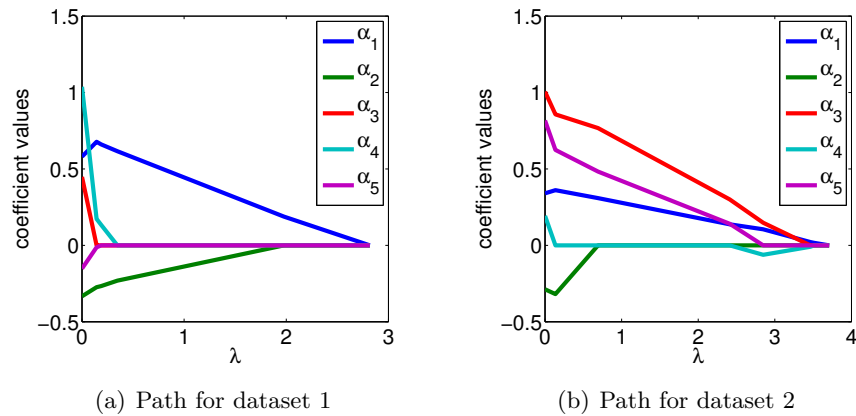 1.5
1
0.5
0
−0.5
coefficient values
0
1
2
3
λ
α1
α2
α3
α4
α5
(a) Path for dataset 1
1.5
1
0.5
0
−0.5
coefficient values
0
1
2
3
4
λ
α1
α2
α3
α4
α5
(b) Path for dataset 2